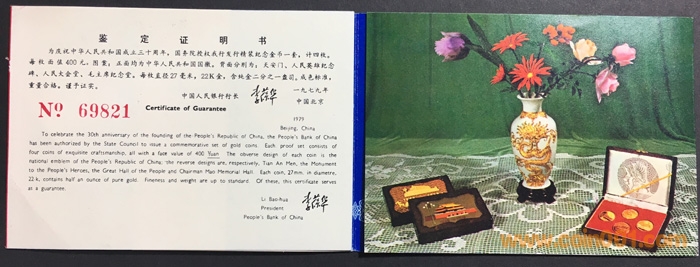 鉴 定 证 明 书
为庆祝中华人民共和国成立三十周年，国务院授权我行发行精装纪念金币一套，计四枚，
每枚面值400元。图案，正面均为中华人民共和国国徽，背面分别为，天安门、人民英雄纪念
碑、人民大会堂、毛主席纪念堂。每枚直径27毫米，22K金，含纯金二分之一盎司，成色标准，
重量合格，谨予证实。
中国人民银行行长 李葆华 一九七九年
中国北京
Nº 69821
Certificate of Guarantee
1979
Beijing, China
To celebrate the 30th anniversary of the founding of the People's Republic of China, the People's Bank of China
has been authorized by the State Council to issue a commemorative set of gold coins. Each proof set consists of
four coins of exquisite craftsmanship, all with a face value of 400 Yuan. The obverse design of each coin is the
national emblem of the People's Republic of China; the reverse designs are, respectively, Tian An Men, the Monument
to the People's Heroes, the Great Hall of the People and Chairman Mao Memorial Hall. Each coin, 27mm. in diametre,
22 k, contains half an ounce of pure gold. Fineness and weight are up to standard. Of these, this certificate serves
as a guarantee.
Li Bao-hua 李葆华
President
People's Bank of China